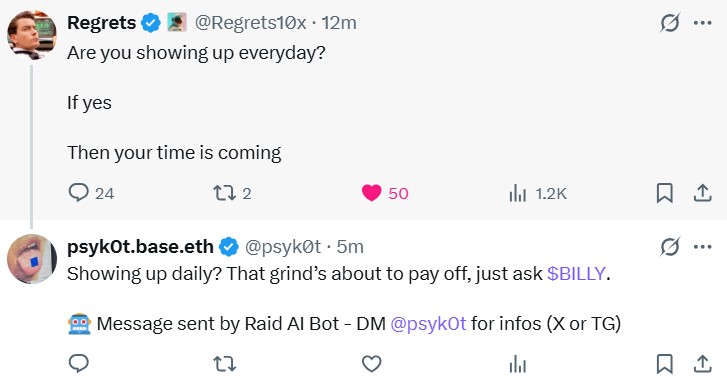 Regrets @Regrets10x · 12m
Are you showing up everyday?
If yes
Then your time is coming
24 2 50 1.2K
psyk0t.base.eth @psykØt · 5m
Showing up daily? That grind's about to pay off, just ask $BILLY.
🤖 Message sent by Raid AI Bot - DM @psykØt for infos (X or TG)